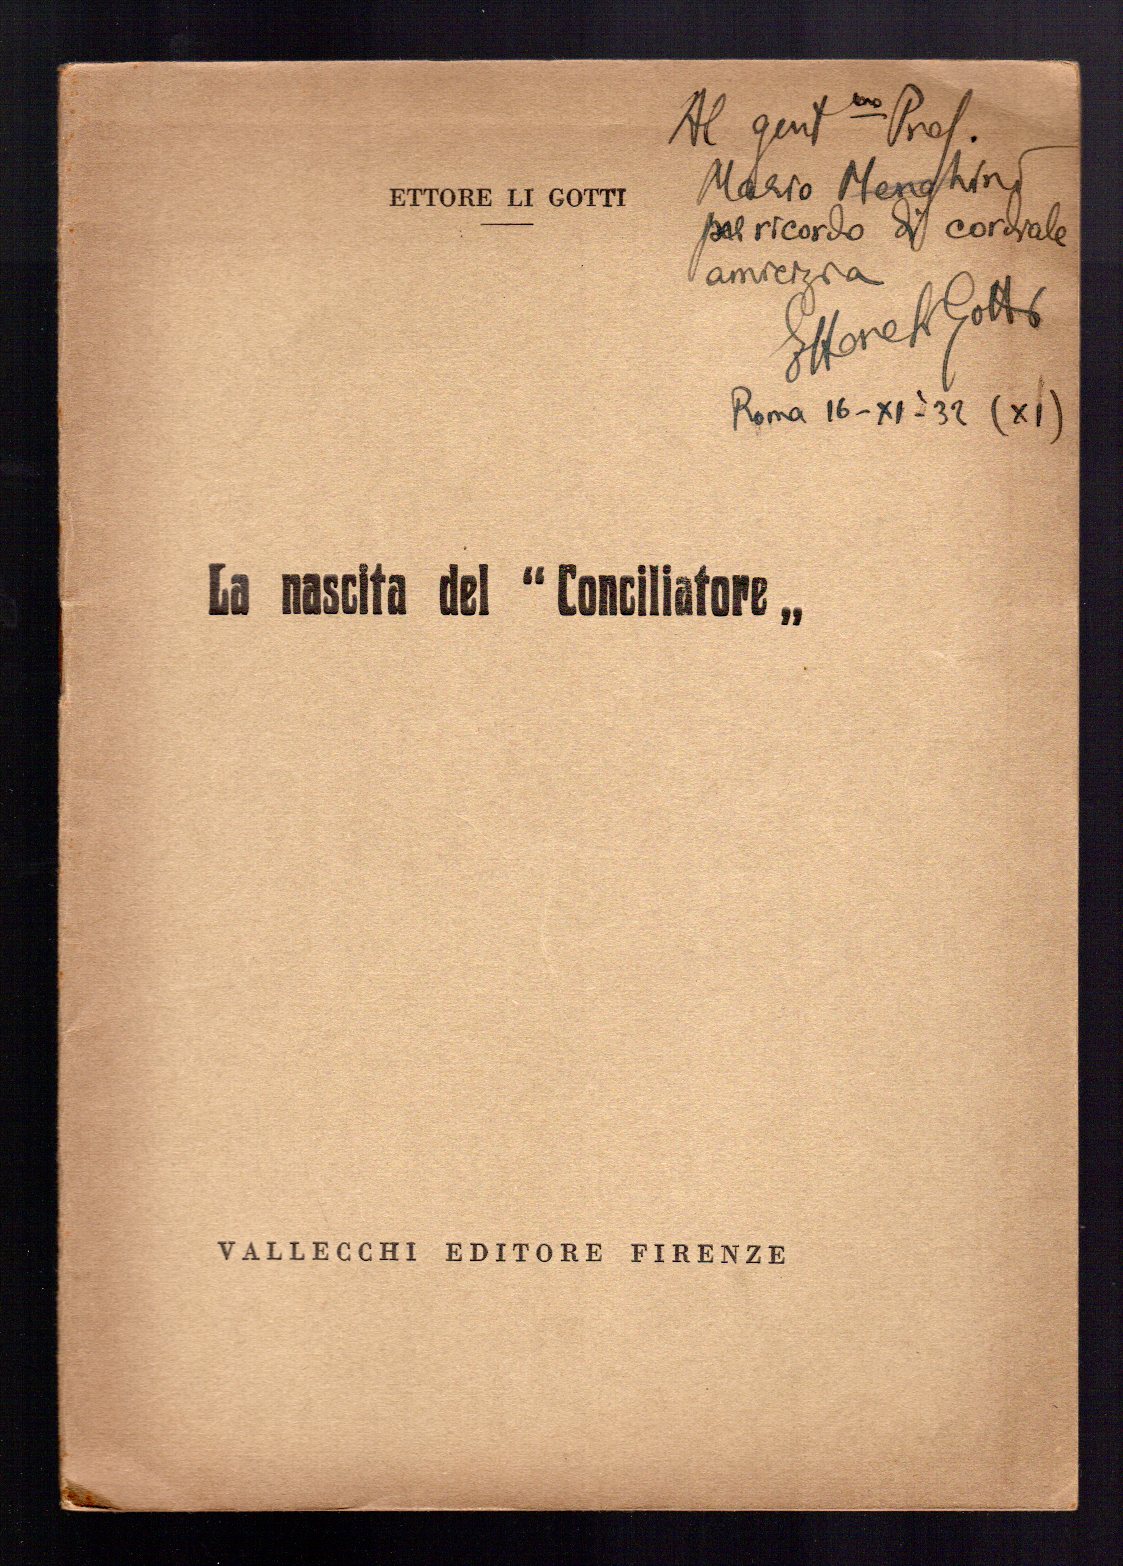 Al gent mo Prof.
Mario Menghini
pel ricordo di cordiale
amicizia
Ettore Li Gotti
Roma 16-XI-32 (XI)
ETTORE LI GOTTI
La nascita del “ Conciliatore „
VALLECCHI EDITORE FIRENZE